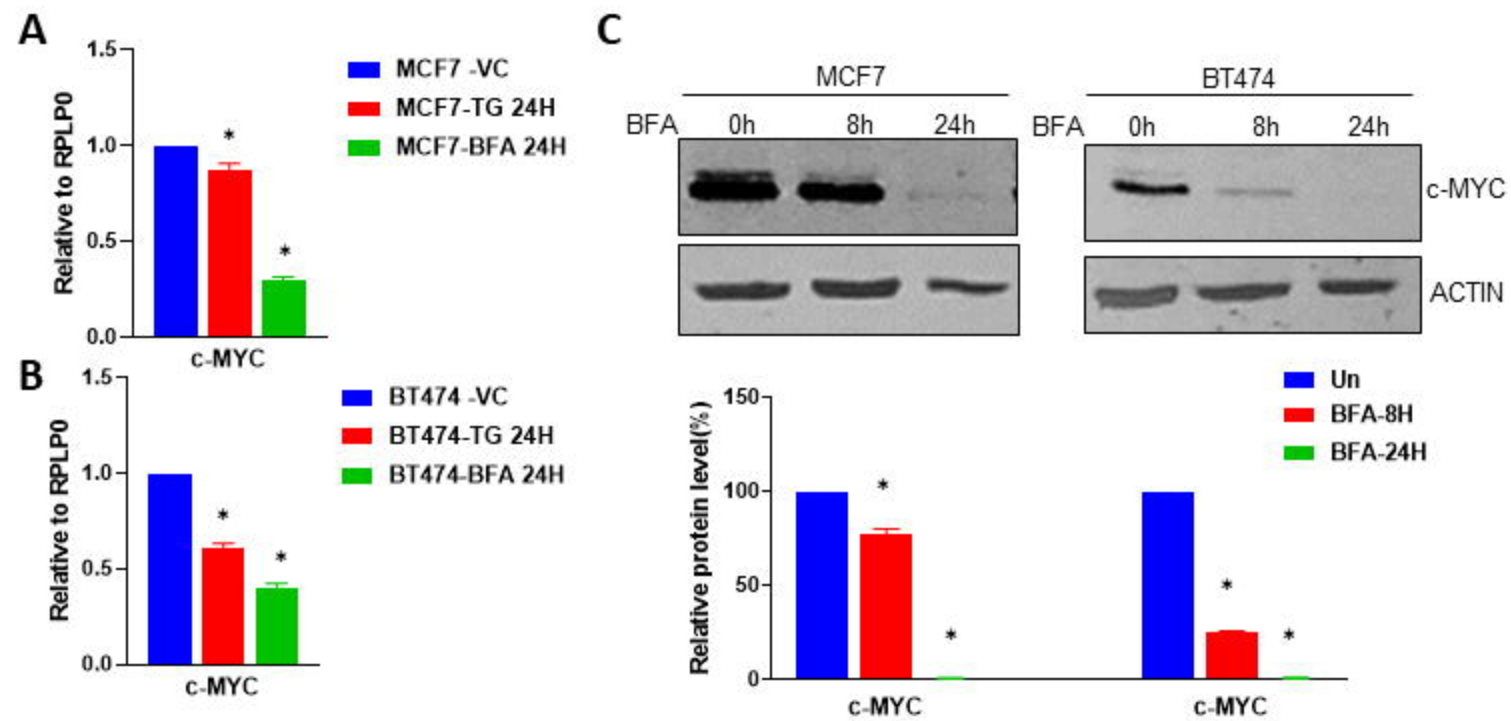 A
1.5
1.0
0.5
0.0
Relative to RPLP0
*
*
c-MYC
MCF7 -VC
MCF7-TG 24H
MCF7-BFA 24H
B
1.5
1.0
0.5
0.0
Relative to RPLP0
*
*
c-MYC
BT474 -VC
BT474-TG 24H
BT474-BFA 24H
C
MCF7
BFA 0h 8h 24h
BT474
BFA 0h 8h 24h
c-MYC
ACTIN
150
100
50
0
Relative protein level(%)
*
*
*
*
c-MYC c-MYC
Un
BFA-8H
BFA-24H